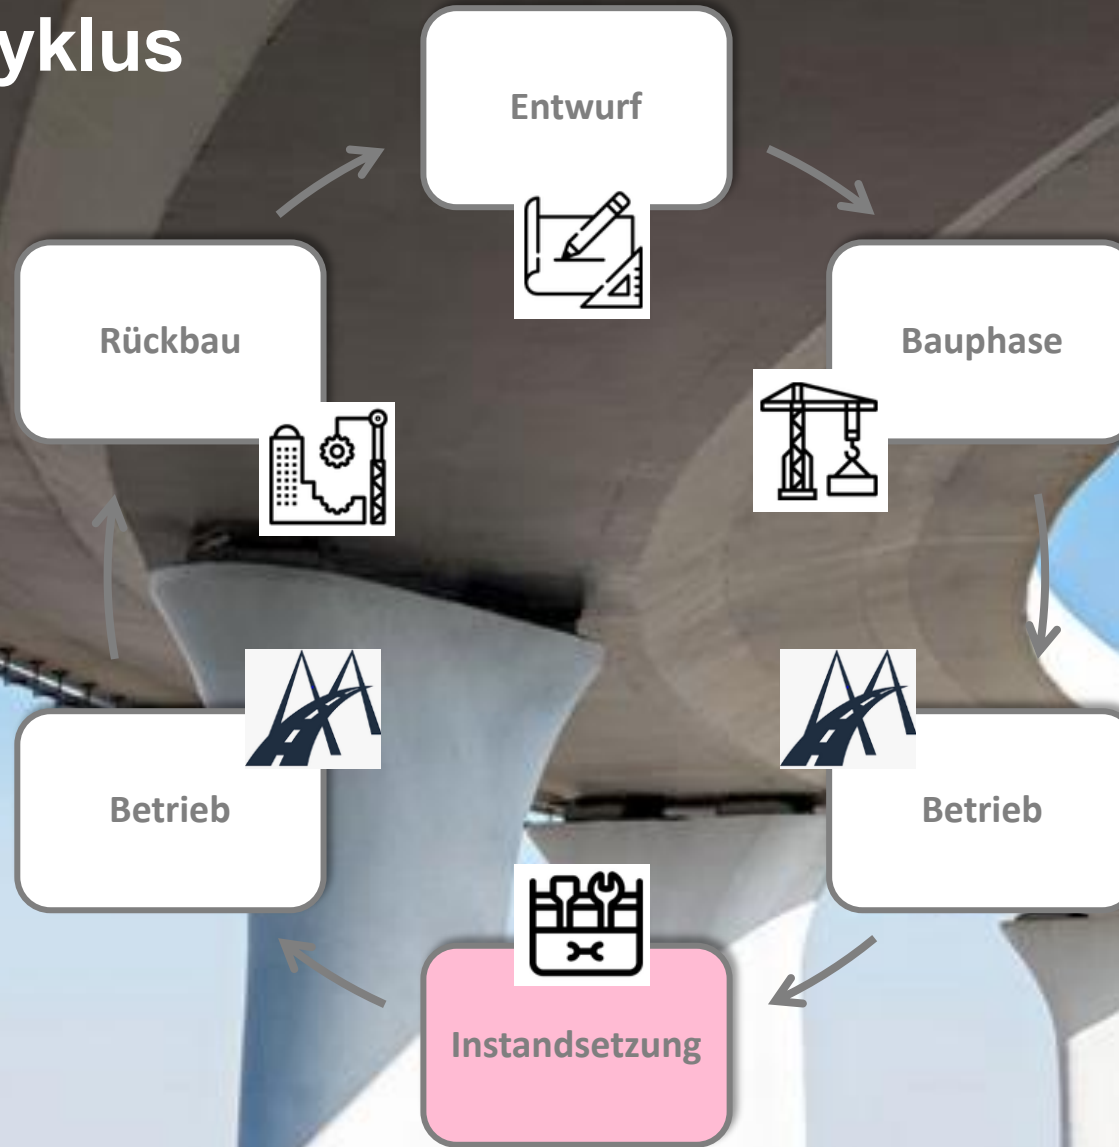 yklus
Entwurf
Bauphase
Betrieb
Instandsetzung
Betrieb
Rückbau